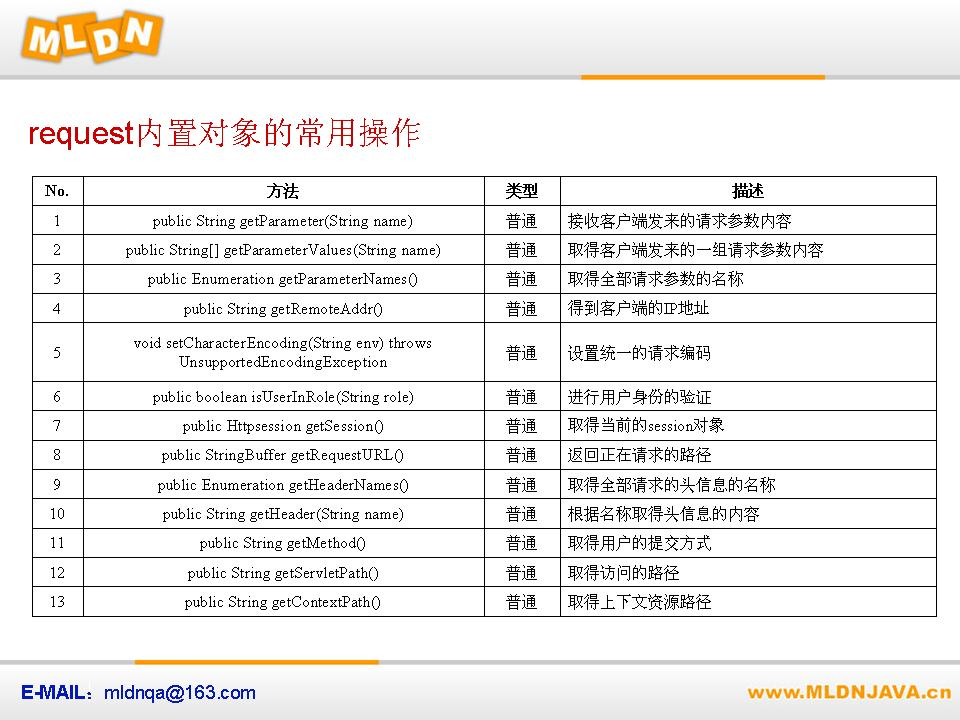 MLDN
request内置对象的常用操作
No. 方法 类型 描述
1 public String getParameter(String name) 普通 接收客户端发来的请求参数内容
2 public String[] getParameterValues(String name) 普通 取得客户端发来的一组请求参数内容
3 public Enumeration getParameterNames() 普通 取得全部请求参数的名称
4 public String getRemoteAddr() 普通 得到客户端的IP地址
5 void setCharacterEncoding(String env) throws
UnsupportedEncodingException 普通 设置统一的请求编码
6 public boolean isUserInRole(String role) 普通 进行用户身份的验证
7 public Httpsession getSession() 普通 取得当前的session对象
8 public StringBuffer getRequestURL() 普通 返回正在请求的路径
9 public Enumeration getHeaderNames() 普通 取得全部请求的头信息的名称
10 public String getHeader(String name) 普通 根据名称取得头信息的内容
11 public String getMethod() 普通 取得用户的提交方式
12 public String getServletPath() 普通 取得访问的路径
13 public String getContextPath() 普通 取得上下文资源路径
E-MAIL：mldnqa@163.com
www.MLDNJAVA.cn